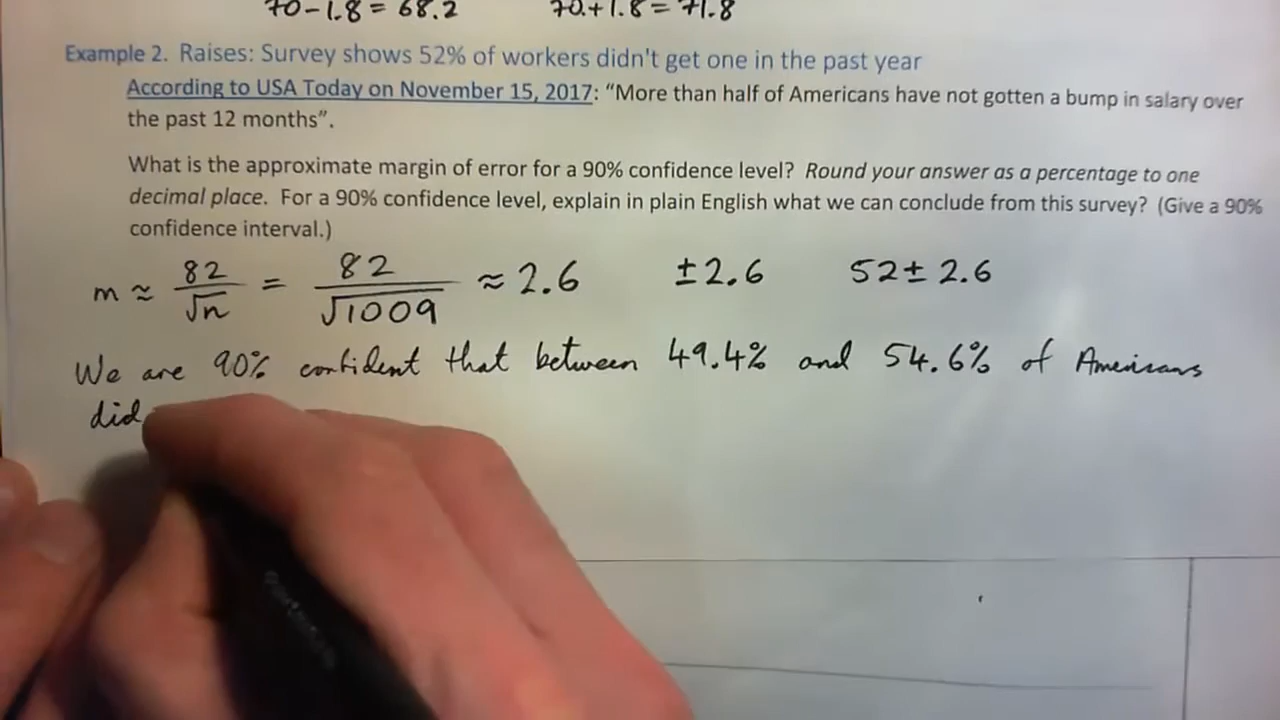 70-1.8 = 68.2 70+1.8 = 71.8
Example 2. Raises: Survey shows 52% of workers didn't get one in the past year
According to USA Today on November 15, 2017: “More than half of Americans have not gotten a bump in salary over
the past 12 months”.
What is the approximate margin of error for a 90% confidence level? Round your answer as a percentage to one
decimal place. For a 90% confidence level, explain in plain English what we can conclude from this survey? (Give a 90%
confidence interval.)
m ≈ 82/√n = 82/√1009 ≈ 2.6 ±2.6 52±2.6
We are 90% confident that between 49.4% and 54.6% of Americans
did